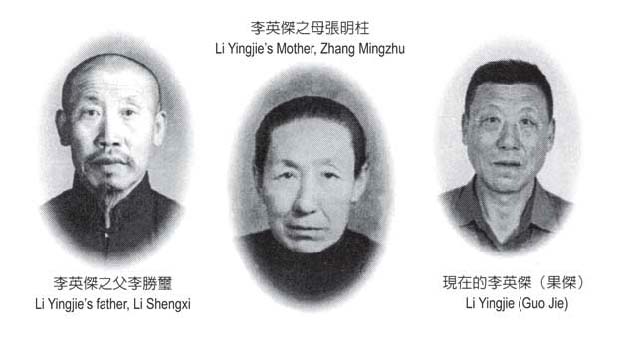 李英傑之母張明柱
Li Yingjie's Mother, Zhang Mingzhu
李英傑之父李勝璽
Li Yingjie's father, Li Shengxi
現在的李英傑（果傑）
Li Yingjie (Guo Jie)